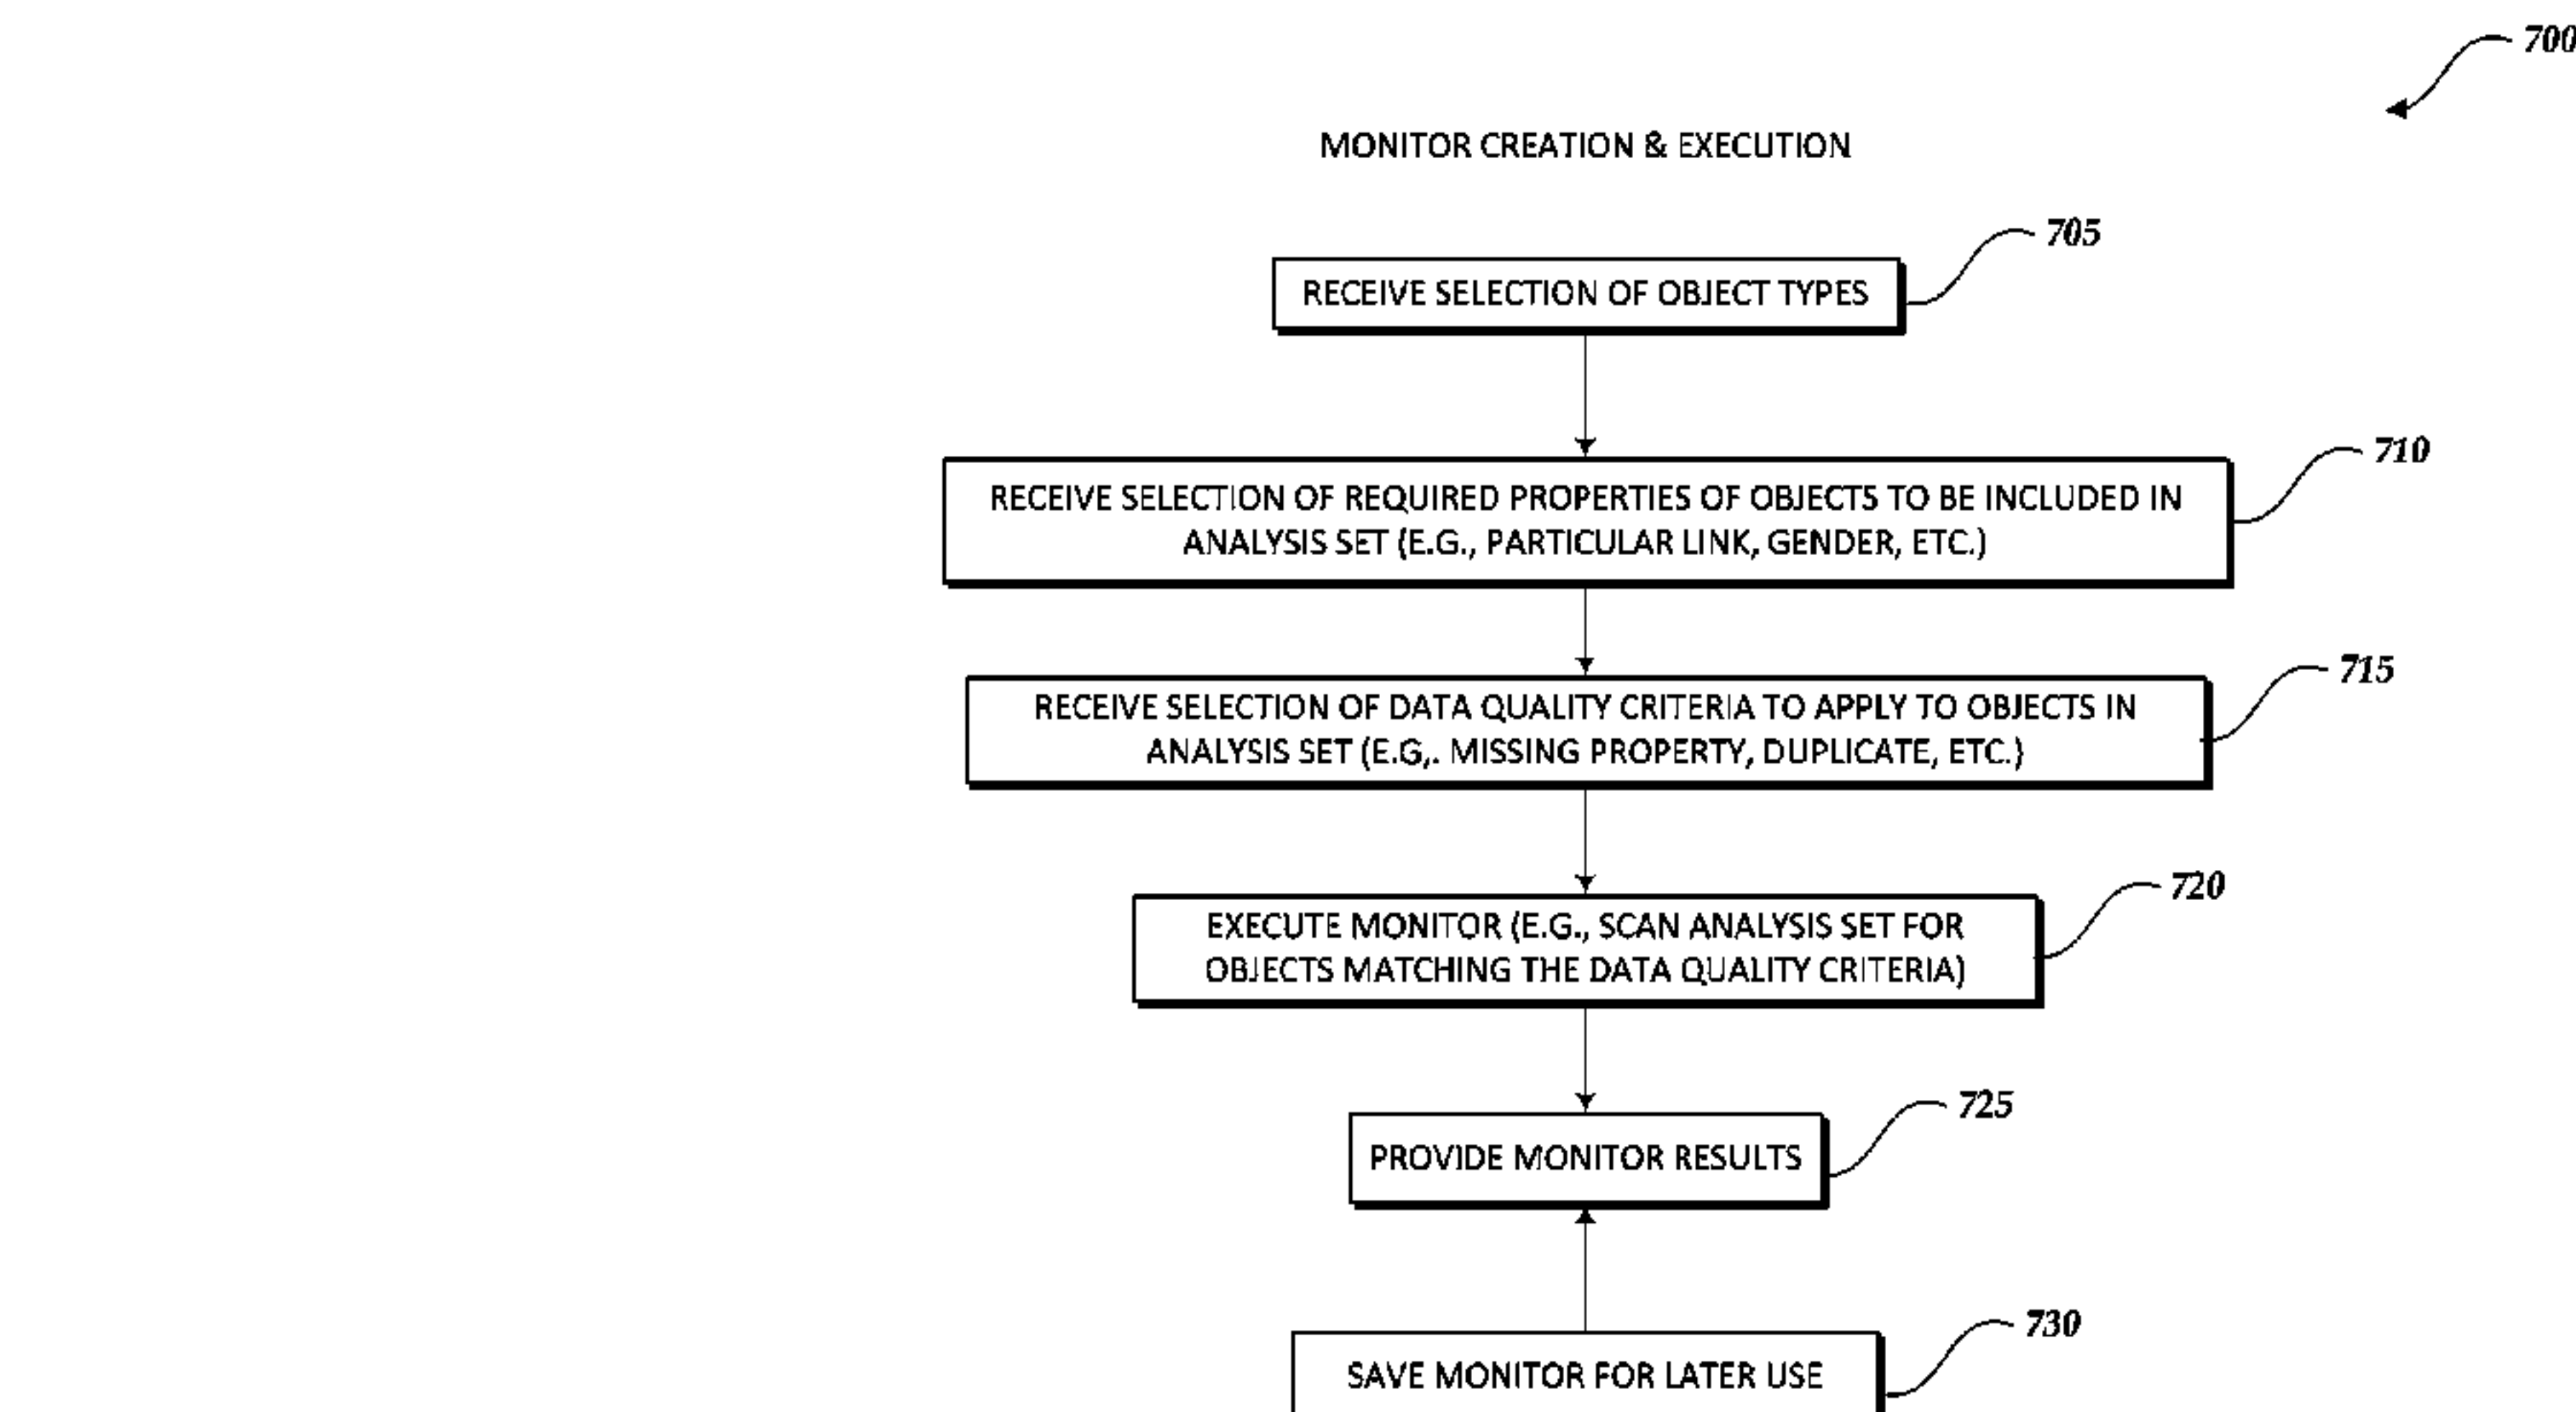 700
MONITOR CREATION & EXECUTION
705
RECEIVE SELECTION OF OBJECT TYPES
710
RECEIVE SELECTION OF REQUIRED PROPERTIES OF OBJECTS TO BE INCLUDED IN
ANALYSIS SET (E.G., PARTICULAR LINK, GENDER, ETC.)
715
RECEIVE SELECTION OF DATA QUALITY CRITERIA TO APPLY TO OBJECTS IN
ANALYSIS SET (E.G,. MISSING PROPERTY, DUPLICATE, ETC.)
720
EXECUTE MONITOR (E.G., SCAN ANALYSIS SET FOR
OBJECTS MATCHING THE DATA QUALITY CRITERIA)
725
PROVIDE MONITOR RESULTS
730
SAVE MONITOR FOR LATER USE